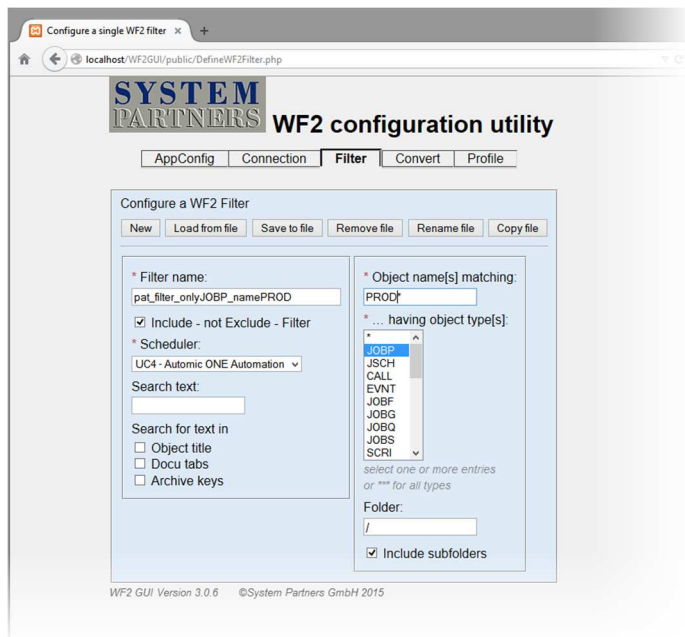 Configure a single WF2 filter × +
localhost/WF2GUI/public/DefineWF2Filter.php
SYSTEM
PARTNERS
WF2 configuration utility
AppConfig Connection Filter Convert Profile
Configure a WF2 Filter
New Load from file Save to file Remove file Rename file Copy file
* Filter name:
pat_filter_onlyJOBP_namePROD
Include - not Exclude - Filter
* Scheduler:
UC4 - Automic ONE Automation
Search text:
Search for text in
Object title
Docu tabs
Archive keys
* Object name[s] matching:
PROD*
* ... having object type[s]:
*
JOBP
JSCH
CALL
EVNT
JOBF
JOBG
JOBQ
JOBS
SCRI
select one or more entries
or "*" for all types
Folder:
/
Include subfolders
WF2 GUI Version 3.0.6 ©System Partners GmbH 2015